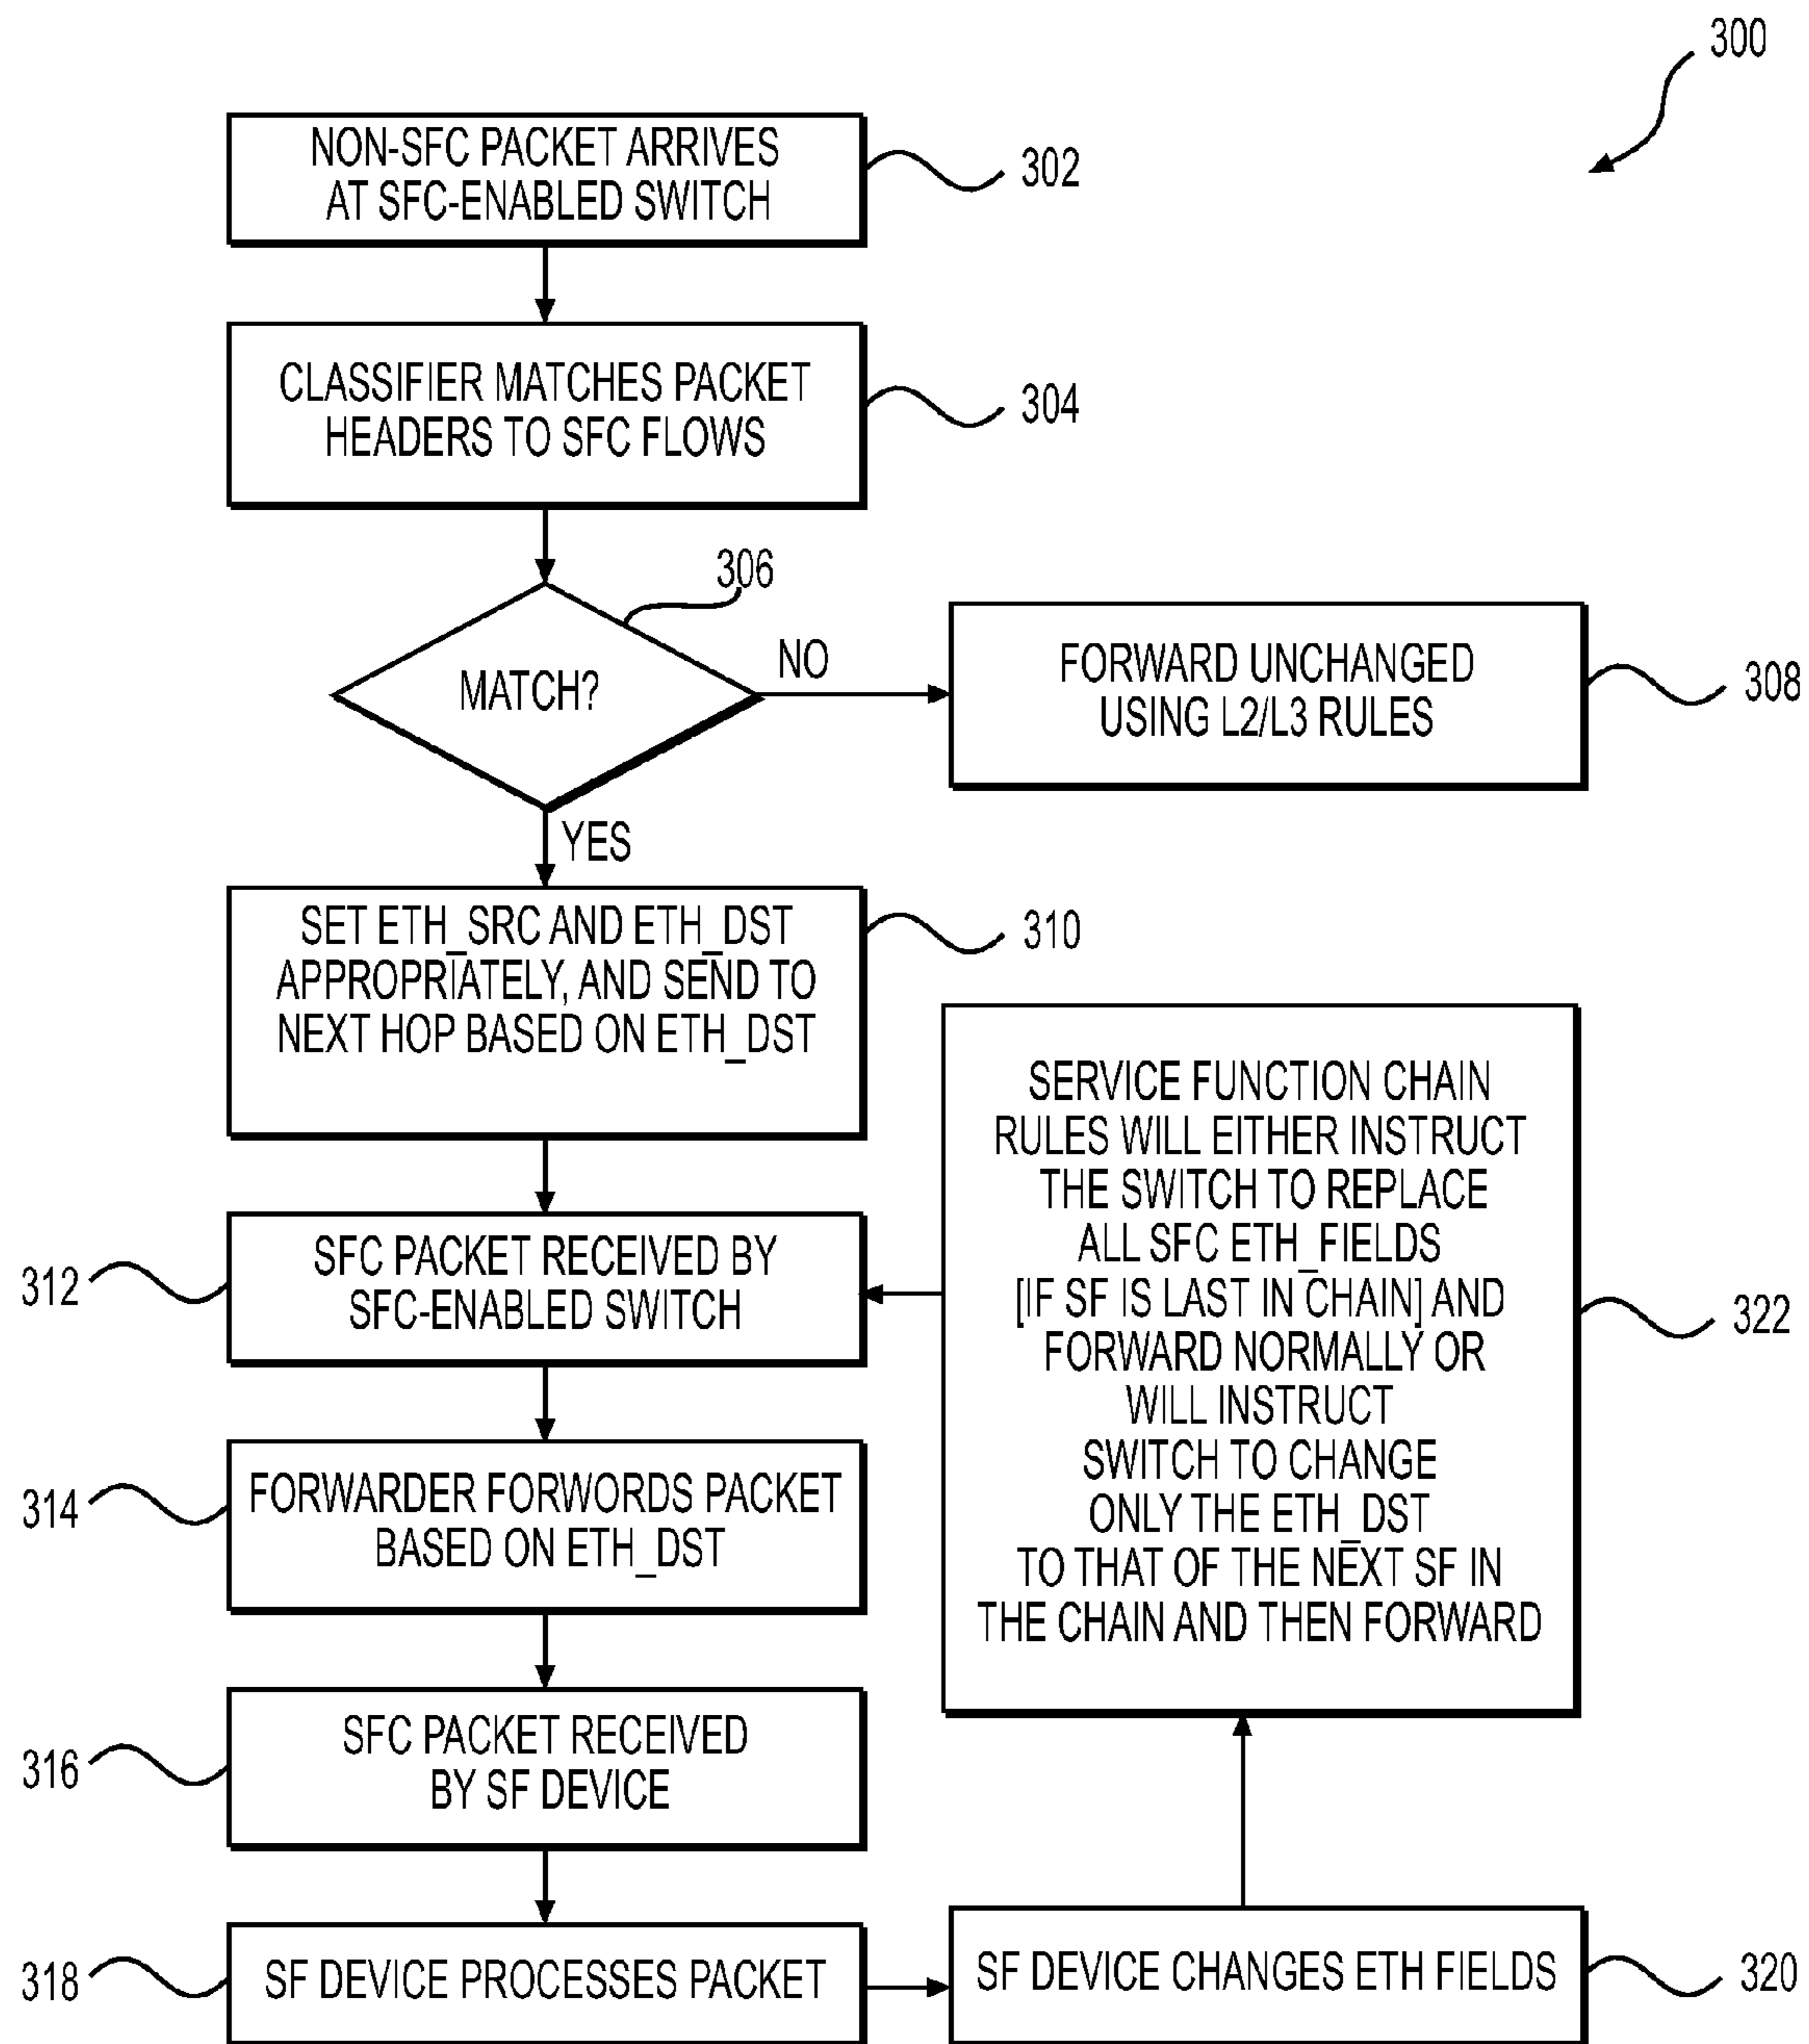 300
NON-SFC PACKET ARRIVES
AT SFC-ENABLED SWITCH
302
CLASSIFIER MATCHES PACKET
HEADERS TO SFC FLOWS
304
306
MATCH?
NO
FORWARD UNCHANGED
USING L2/L3 RULES
308
YES
SET ETH_SRC AND ETH_DST
APPROPRIATELY, AND SEND TO
NEXT HOP BASED ON ETH_DST
310
312
SFC PACKET RECEIVED BY
SFC-ENABLED SWITCH
314
FORWARDER FORWORDS PACKET
BASED ON ETH_DST
316
SFC PACKET RECEIVED
BY SF DEVICE
318
SF DEVICE PROCESSES PACKET
SF DEVICE CHANGES ETH FIELDS
320
SERVICE FUNCTION CHAIN
RULES WILL EITHER INSTRUCT
THE SWITCH TO REPLACE
ALL SFC ETH_FIELDS
[IF SF IS LAST IN CHAIN] AND
FORWARD NORMALLY OR
WILL INSTRUCT
SWITCH TO CHANGE
ONLY THE ETH_DST
TO THAT OF THE NEXT SF IN
THE CHAIN AND THEN FORWARD
322